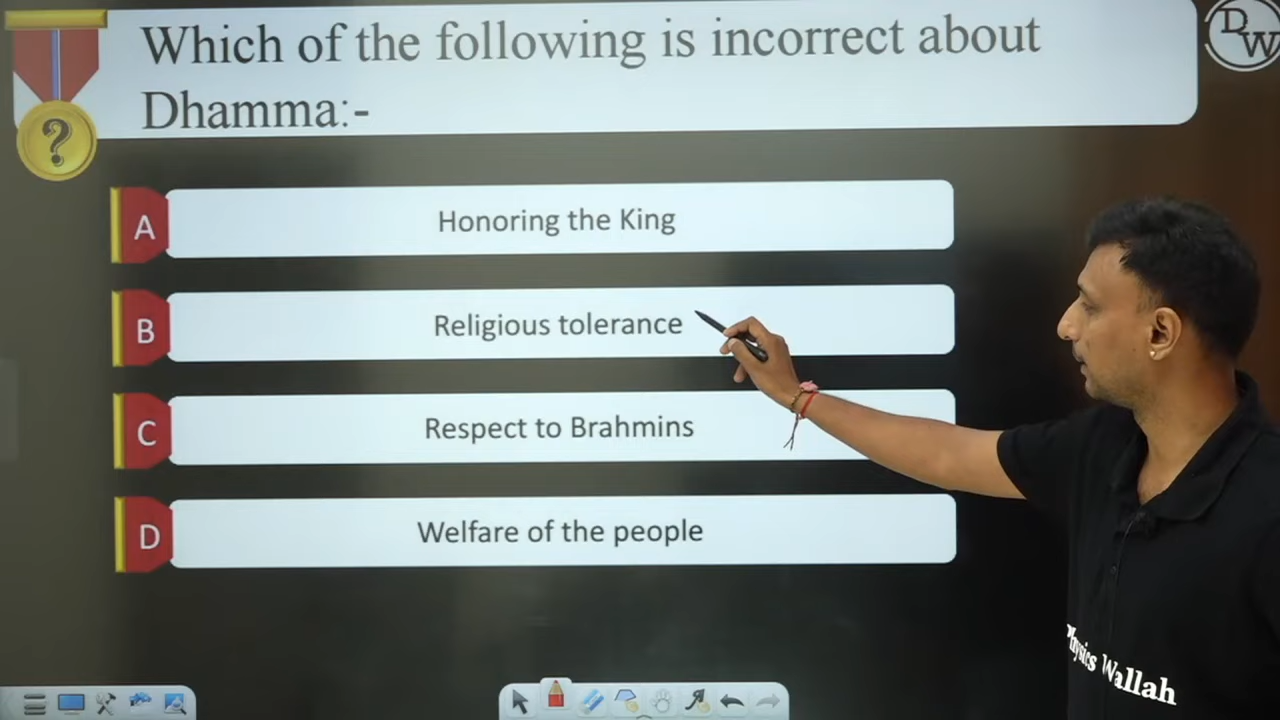 Which of the following is incorrect about
Dhamma:-
PW
?
A
Honoring the King
B
Religious tolerance
C
Respect to Brahmins
D
Welfare of the people
Physics Wallah